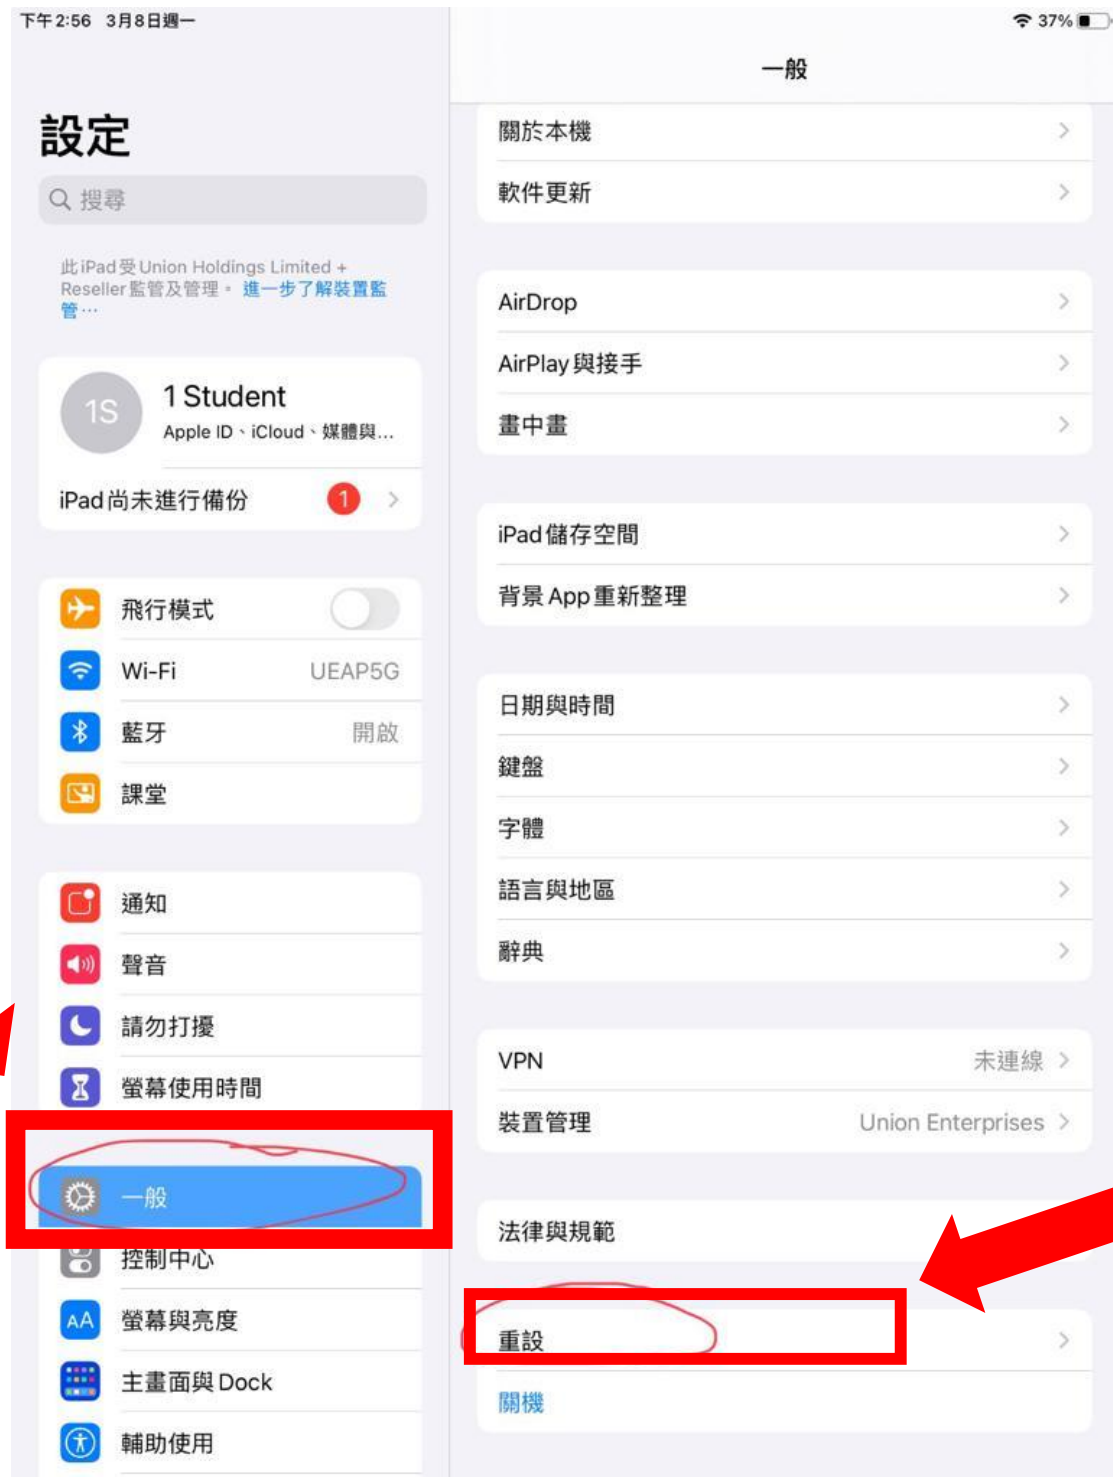 下午2:56 3月8日週一
37%
設定
搜尋
此iPad受Union Holdings Limited +
Reseller監管及管理。進一步了解裝置監
管…
1S
1 Student
Apple ID、iCloud、媒體與...
iPad尚未進行備份
1
飛行模式
Wi-Fi UEAP5G
藍牙 開啟
課堂
通知
聲音
請勿打擾
螢幕使用時間
一般
控制中心
AA 螢幕與亮度
主畫面與Dock
輔助使用
一般
關於本機
軟件更新
AirDrop
AirPlay與接手
畫中畫
iPad儲存空間
背景App重新整理
日期與時間
鍵盤
字體
語言與地區
辭典
VPN 未連線
裝置管理 Union Enterprises
法律與規範
重設
關機